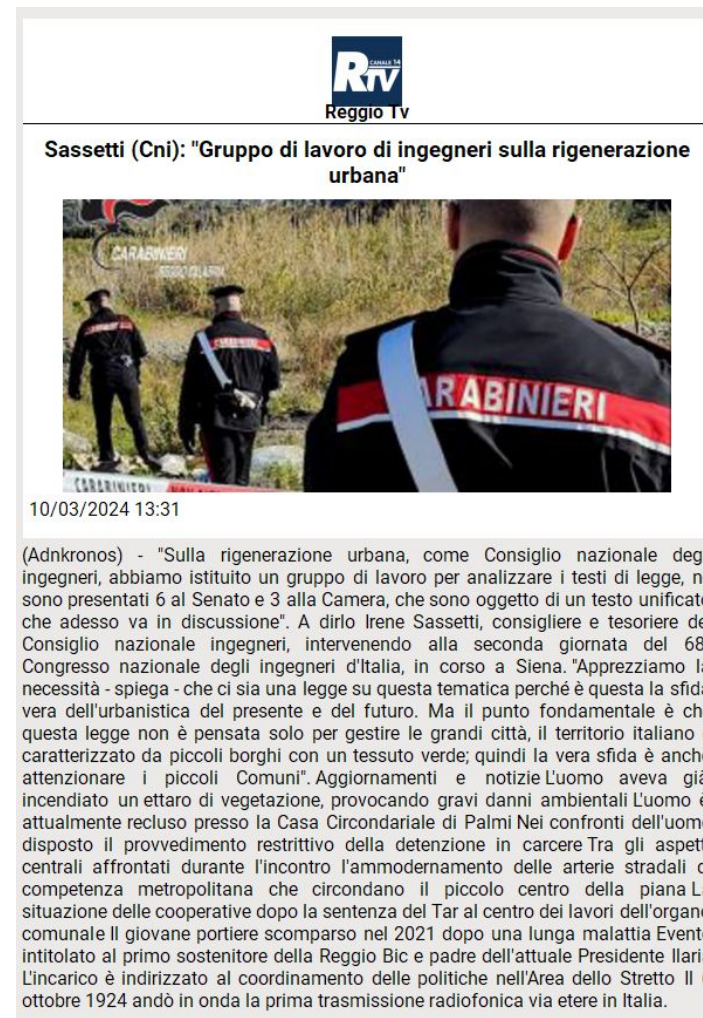 CANALE 14
RTV
Reggio Tv
Sassetti (Cni): "Gruppo di lavoro di ingegneri sulla rigenerazione
urbana"
CARABINIERI
REGGIO CALABRIA
CARABINIERI
CARABINIERI
10/03/2024 13:31
(Adnkronos) - "Sulla rigenerazione urbana, come Consiglio nazionale deg
ingegneri, abbiamo istituito un gruppo di lavoro per analizzare i testi di legge, n
sono presentati 6 al Senato e 3 alla Camera, che sono oggetto di un testo unificato
che adesso va in discussione". A dirlo Irene Sassetti, consigliere e tesoriere de
Consiglio nazionale ingegneri, intervenendo alla seconda giornata del 68
Congresso nazionale degli ingegneri d'Italia, in corso a Siena. "Apprezziamo la
necessità - spiega - che ci sia una legge su questa tematica perché è questa la sfida
vera dell'urbanistica del presente e del futuro. Ma il punto fondamentale è ch
questa legge non è pensata solo per gestire le grandi città, il territorio italiano
caratterizzato da piccoli borghi con un tessuto verde; quindi la vera sfida è anche
attenzionare i piccoli Comuni". Aggiornamenti e notizie L'uomo aveva già
incendiato un ettaro di vegetazione, provocando gravi danni ambientali L'uomo è
attualmente recluso presso la Casa Circondariale di Palmi Nei confronti dell'uomo
disposto il provvedimento restrittivo della detenzione in carcere Tra gli aspett
centrali affrontati durante l'incontro l'ammodernamento delle arterie stradali d
competenza metropolitana che circondano il piccolo centro della piana La
situazione delle cooperative dopo la sentenza del Tar al centro dei lavori dell'organo
comunale Il giovane portiere scomparso nel 2021 dopo una lunga malattia Evento
intitolato al primo sostenitore della Reggio Bic e padre dell'attuale Presidente Ilaria
L'incarico è indirizzato al coordinamento delle politiche nell'Area dello Stretto Il
ottobre 1924 andò in onda la prima trasmissione radiofonica via etere in Italia.